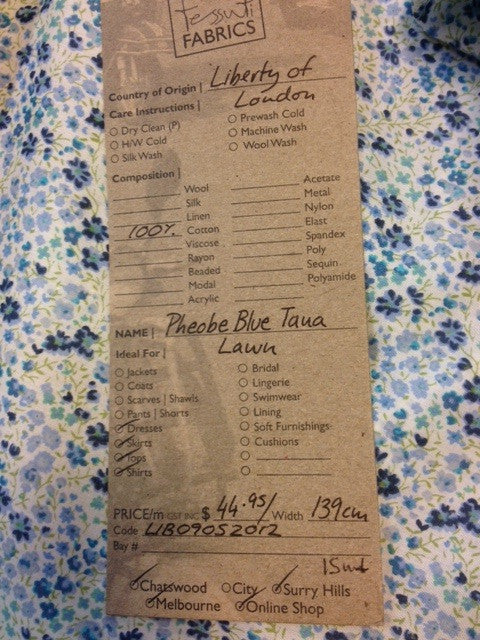 Tessuti
FABRICS
Country of Origin | Liberty of
London
Care Instructions |
Dry Clean (P)
H/W Cold
Silk Wash
Prewash Cold
Machine Wash
Wool Wash
Composition |
Wool
Silk
Linen
100%. Cotton
Viscose
Rayon
Beaded
Modal
Acrylic
Acetate
Metal
Nylon
Elast
Spandex
Poly
Sequin
Polyamide
NAME | Pheobe Blue Tana
Lawn
Ideal For |
Jackets
Coats
Scarves | Shawls
Pants | Shorts
Dresses
Skirts
Tops
Shirts
Bridal
Lingerie
Swimwear
Lining
Soft Furnishings
Cushions
PRICE/m GST INC $ 44.95/ Width 139cm
Code LIB09052012
Bay #
15mt
Chatswood City Surry Hills
Melbourne Online Shop